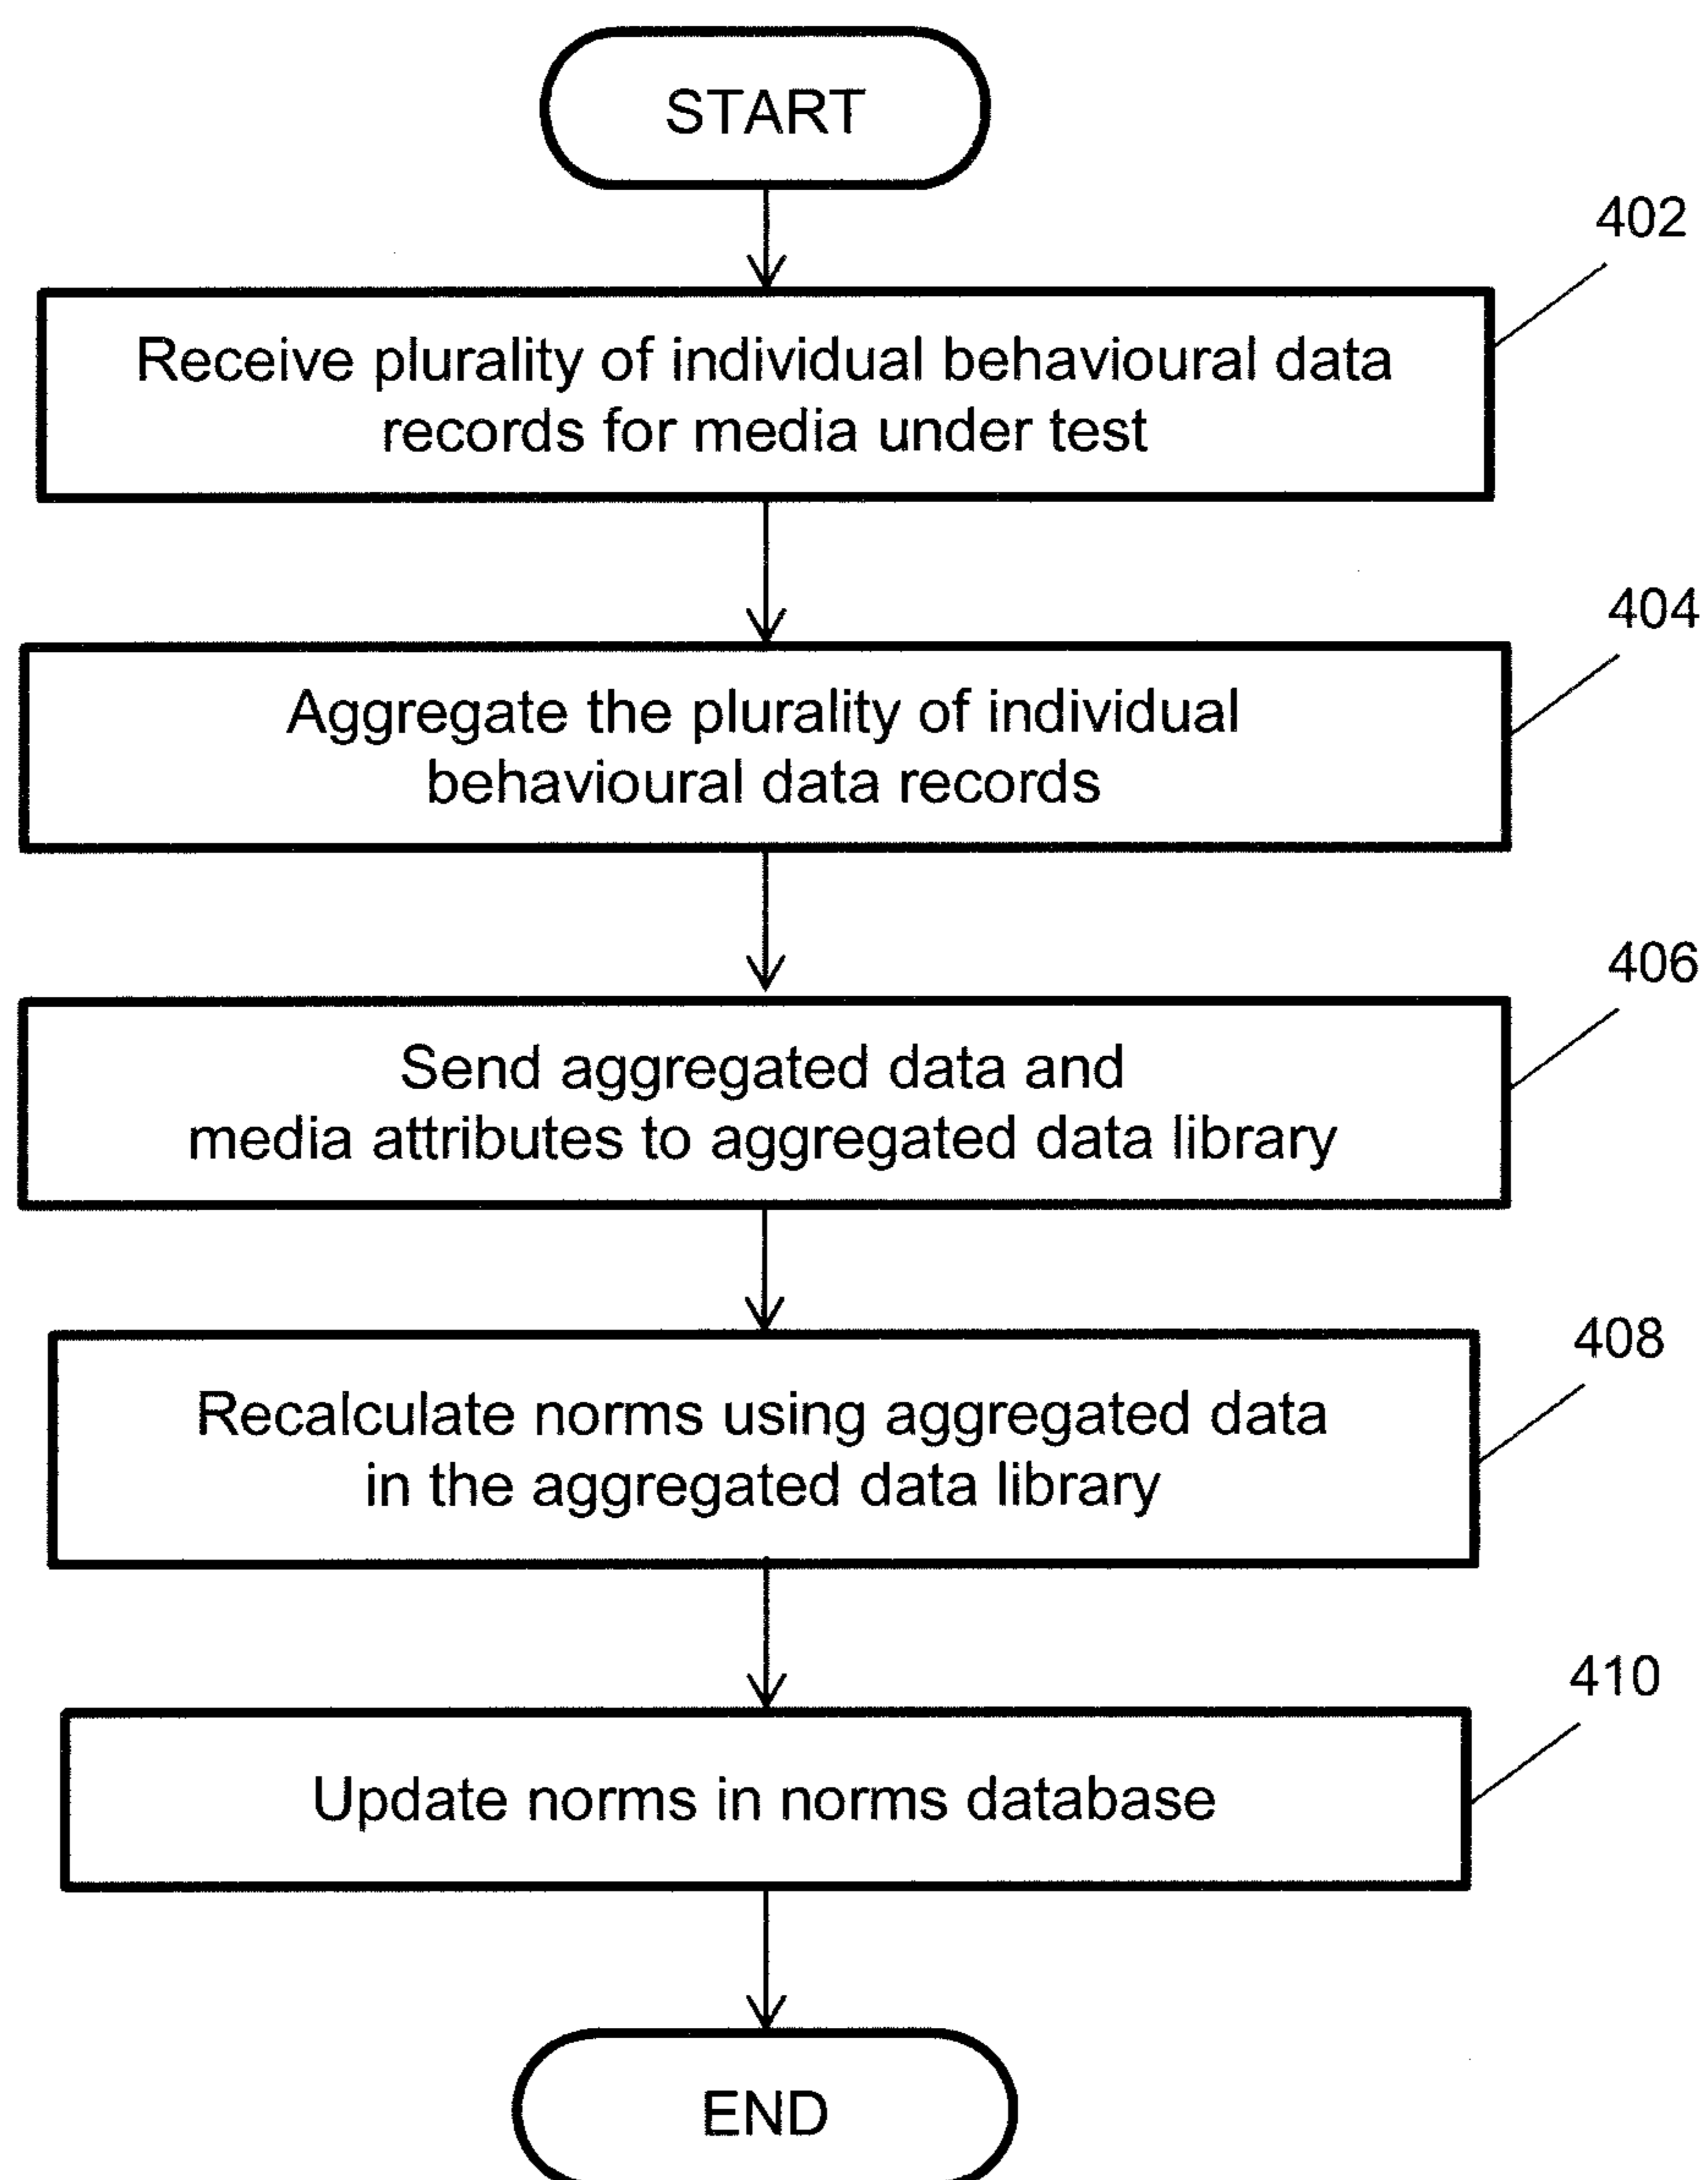 START
402
Receive plurality of individual behavioural data
records for media under test
404
Aggregate the plurality of individual
behavioural data records
406
Send aggregated data and
media attributes to aggregated data library
408
Recalculate norms using aggregated data
in the aggregated data library
410
Update norms in norms database
END